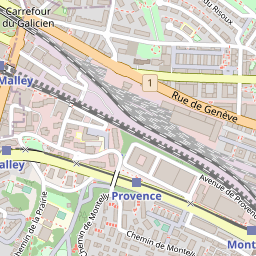 Carrefour
du Galicien
du Risoux
Malley
1
Rue de Genève
Malley
Avenue de Provence
Provence
Chemin de la Prairie
Chemin de Montelly
Mont
Chemin de Montelly